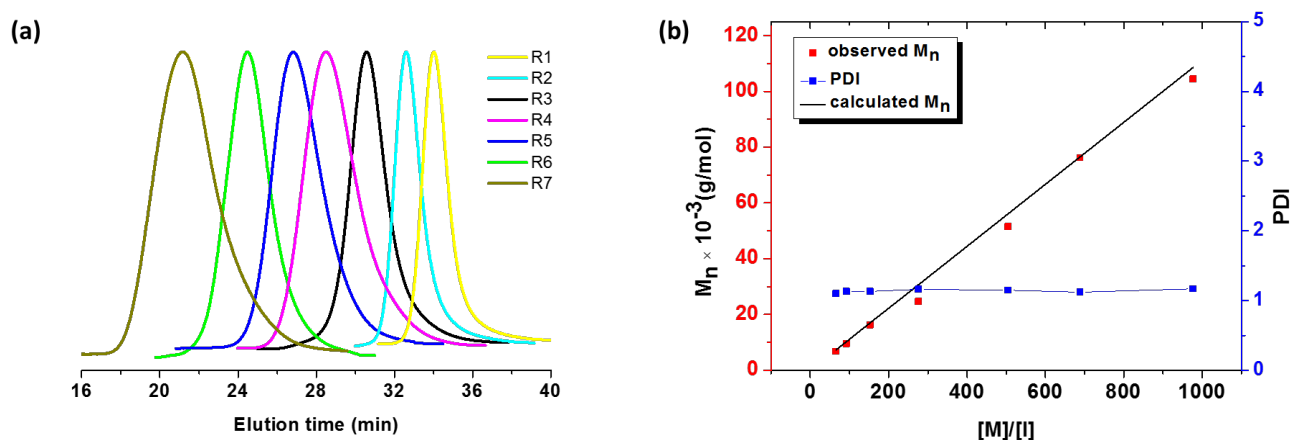 (a)
R1
R2
R3
R4
R5
R6
R7
16 20 24 28 32 36 40
Elution time (min)
(b)
observed Mn
PDI
calculated Mn
120
100
80
60
40
20
0
Mn × 10-3(g/mol)
5
4
3
2
1
0
PDI
0 200 400 600 800 1000
[M]/[I]